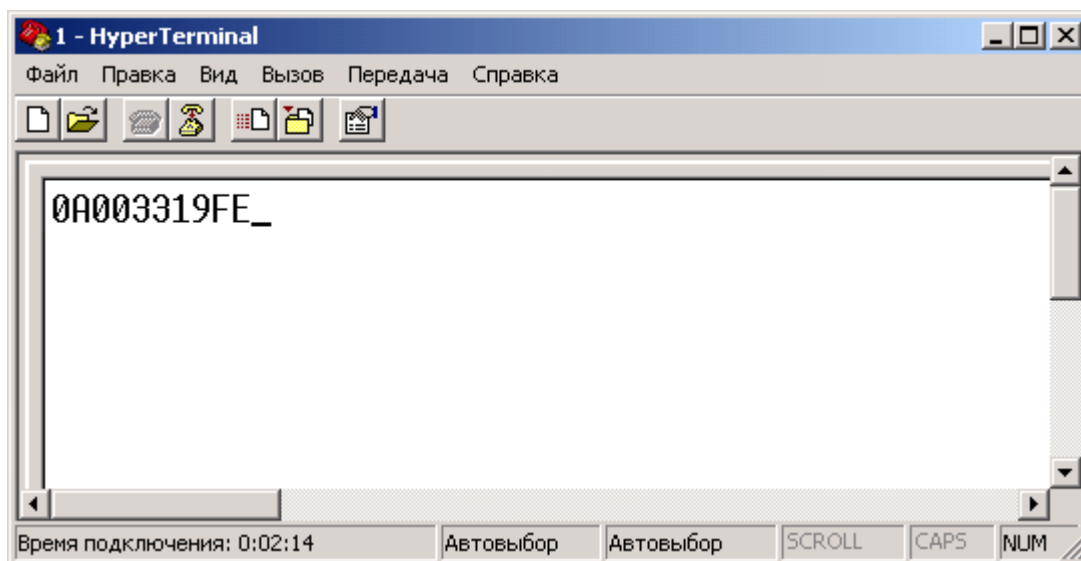 1 - HyperTerminal
Файл Правка Вид Вызов Передача Справка
0A003319FE_
Время подключения: 0:02:14 Автовыбор Автовыбор SCROLL CAPS NUM